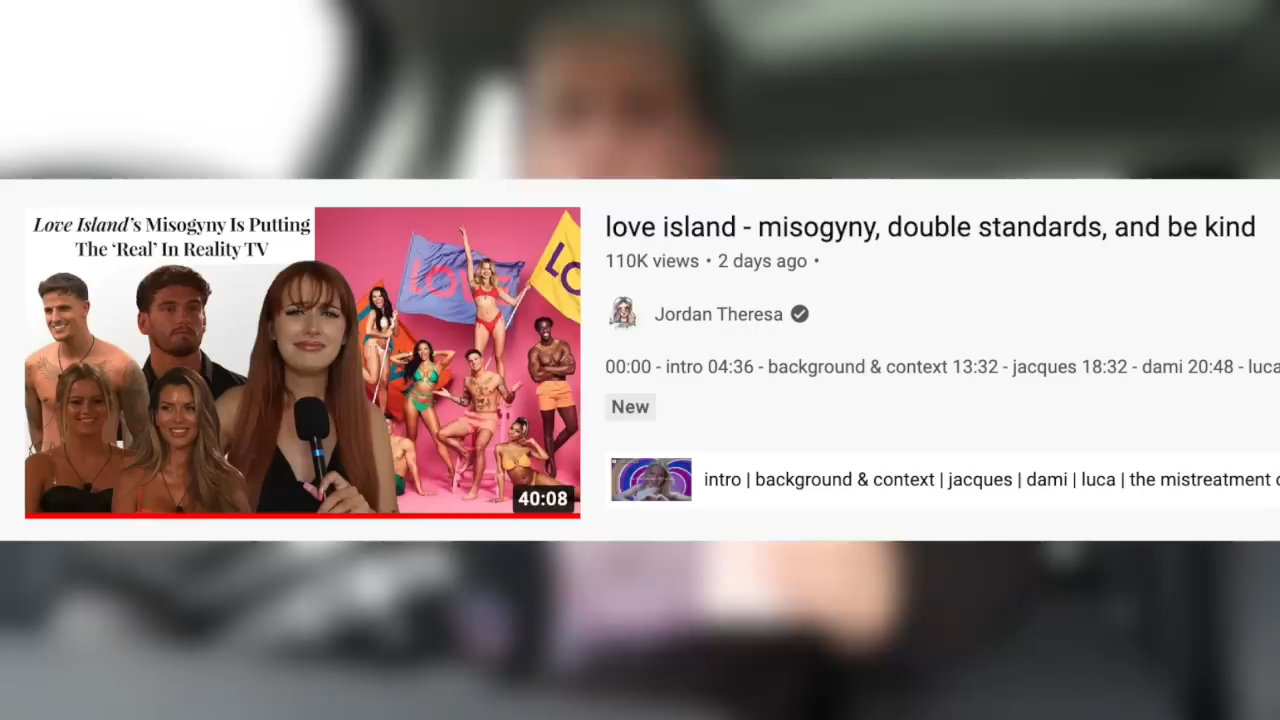 Love Island's Misogyny Is Putting
The 'Real' In Reality TV
LOVE
LO
40:08
love island - misogyny, double standards, and be kind
110K views • 2 days ago •
Jordan Theresa
00:00 - intro 04:36 - background & context 13:32 - jacques 18:32 - dami 20:48 - luca
New
intro | background & context | jacques | dami | luca | the mistreatment